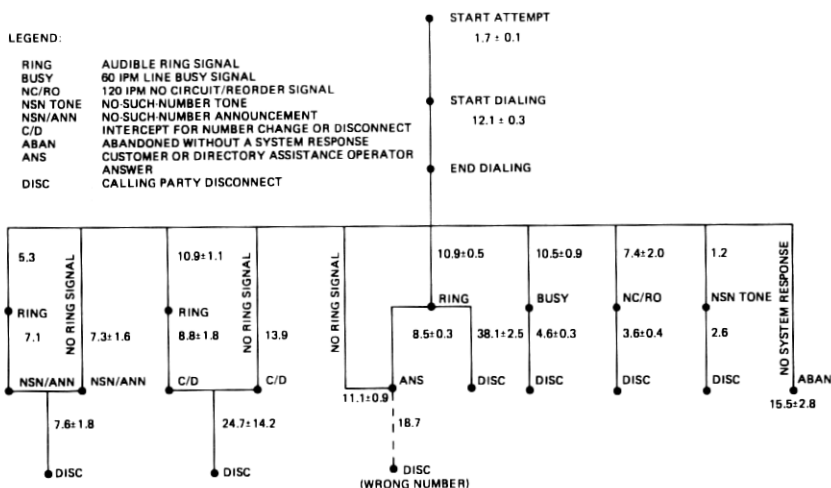 START ATTEMPT
1.7 ± 0.1
LEGEND:
RING AUDIBLE RING SIGNAL
BUSY 60 IPM LINE BUSY SIGNAL
NC/RO 120 IPM NO CIRCUIT/REORDER SIGNAL
NSN TONE NO-SUCH-NUMBER TONE
NSN/ANN NO-SUCH-NUMBER ANNOUNCEMENT
C/D INTERCEPT FOR NUMBER CHANGE OR DISCONNECT
ABAN ABANDONED WITHOUT A SYSTEM RESPONSE
ANS CUSTOMER OR DIRECTORY ASSISTANCE OPERATOR
ANSWER
DISC CALLING PARTY DISCONNECT
START DIALING
12.1 ± 0.3
END DIALING
5.3
NO RING SIGNAL
10.9±1.1
NO RING SIGNAL
NO RING SIGNAL
10.9±0.5
10.5±0.9
7.4±2.0
1.2
NO SYSTEM RESPONSE
RING
RING
RING
BUSY
NC/RO
NSN TONE
7.1
7.3±1.6
8.8±1.8
13.9
8.5±0.3
38.1±2.5
4.6±0.3
3.6±0.4
2.6
NSN/ANN
NSN/ANN
C/D
C/D
ANS
DISC
DISC
DISC
DISC
ABAN
11.1±0.9
15.5±2.8
7.6±1.8
24.7±14.2
18.7
DISC
DISC
DISC
(WRONG NUMBER)